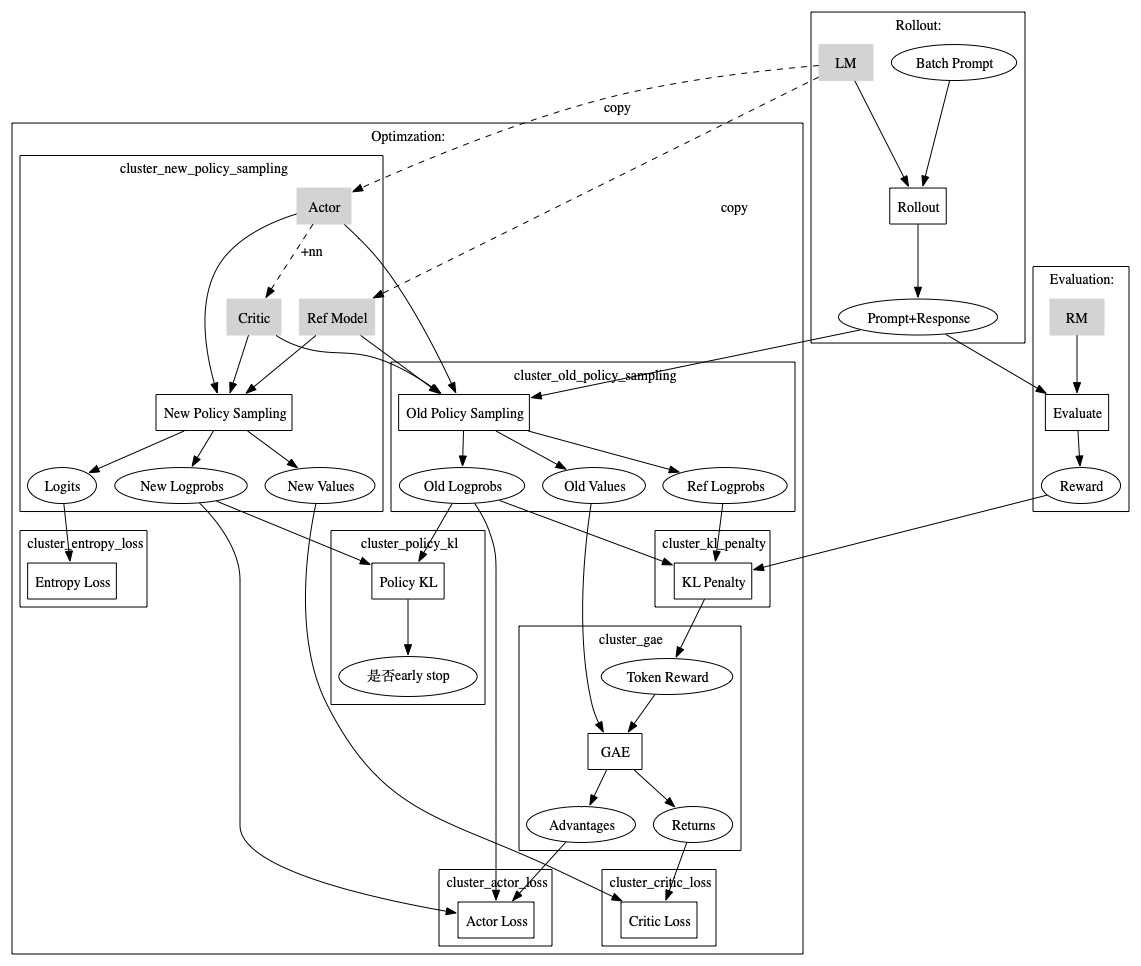 Rollout:
LM
Batch Prompt
copy
Optimzation:
cluster_new_policy_sampling
Actor
copy
Rollout
+nn
Evaluation:
Critic
Ref Model
Prompt+Response
RM
cluster_old_policy_sampling
New Policy Sampling
Old Policy Sampling
Evaluate
Logits
New Logprobs
New Values
Old Logprobs
Old Values
Ref Logprobs
Reward
cluster_entropy_loss
cluster_policy_kl
cluster_kl_penalty
Entropy Loss
Policy KL
KL Penalty
cluster_gae
是否early stop
Token Reward
GAE
Advantages
Returns
cluster_actor_loss
cluster_critic_loss
Actor Loss
Critic Loss